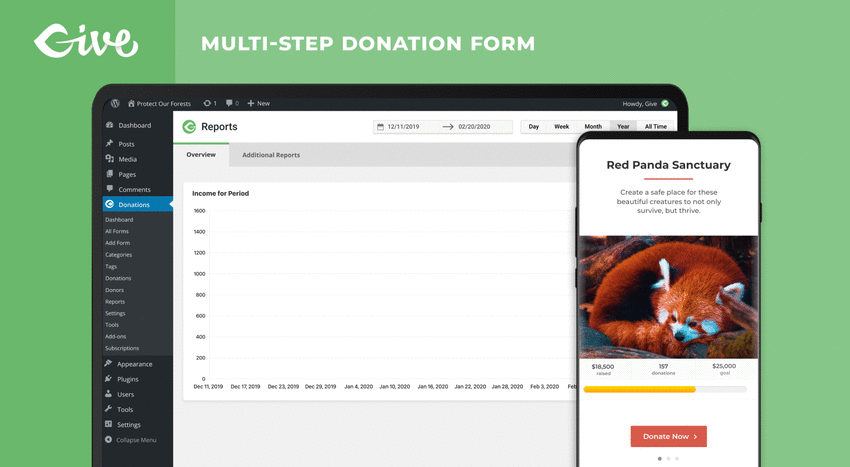 Give
MULTI-STEP DONATION FORM
Protect Our Forests
1
0
New
Howdy, Give
Dashboard
Posts
Media
Pages
Comments
Donations
Dashboard
All Forms
Add Form
Categories
Tags
Donations
Donors
Reports
Settings
Tools
Add-ons
Subscriptions
Appearance
Plugins
Users
Tools
Settings
Collapse Menu
Reports
12/11/2019
02/20/2020
Day
Week
Month
Year
All Time
Overview
Additional Reports
Income for Period
1600
1400
1200
1000
800
600
400
200
0
Dec 11, 2019
Dec 17, 2019
Dec 23, 2019
Dec 29, 2019
Jan 4, 2020
Jan 10, 2020
Jan 16, 2020
Jan 22, 2020
Jan 28, 2020
Feb 3, 2020
Feb
Red Panda Sanctuary
Create a safe place for these
beautiful creatures to not only
survive, but thrive.
$18,500
raised
157
donations
$25,000
goal
Donate Now